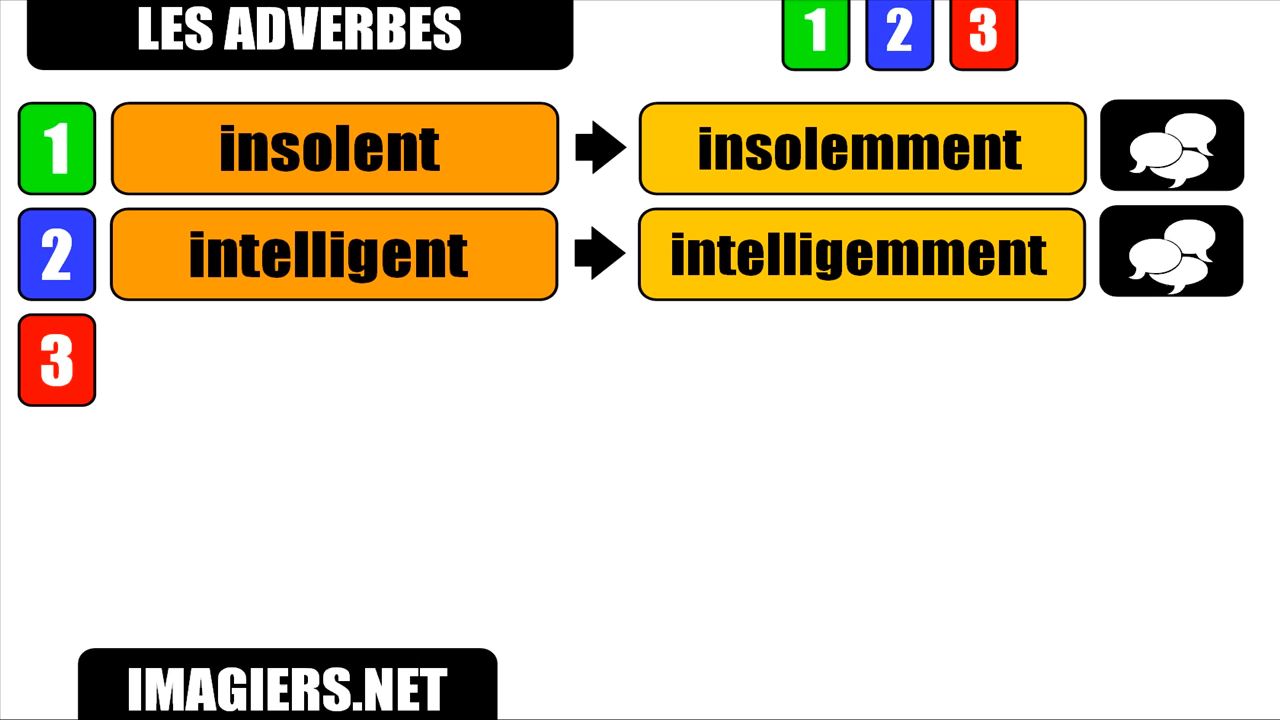 LES ADVERBES 1 2 3
1 insolent insolemment
2 intelligent intelligemment
3
IMAGIERS.NET